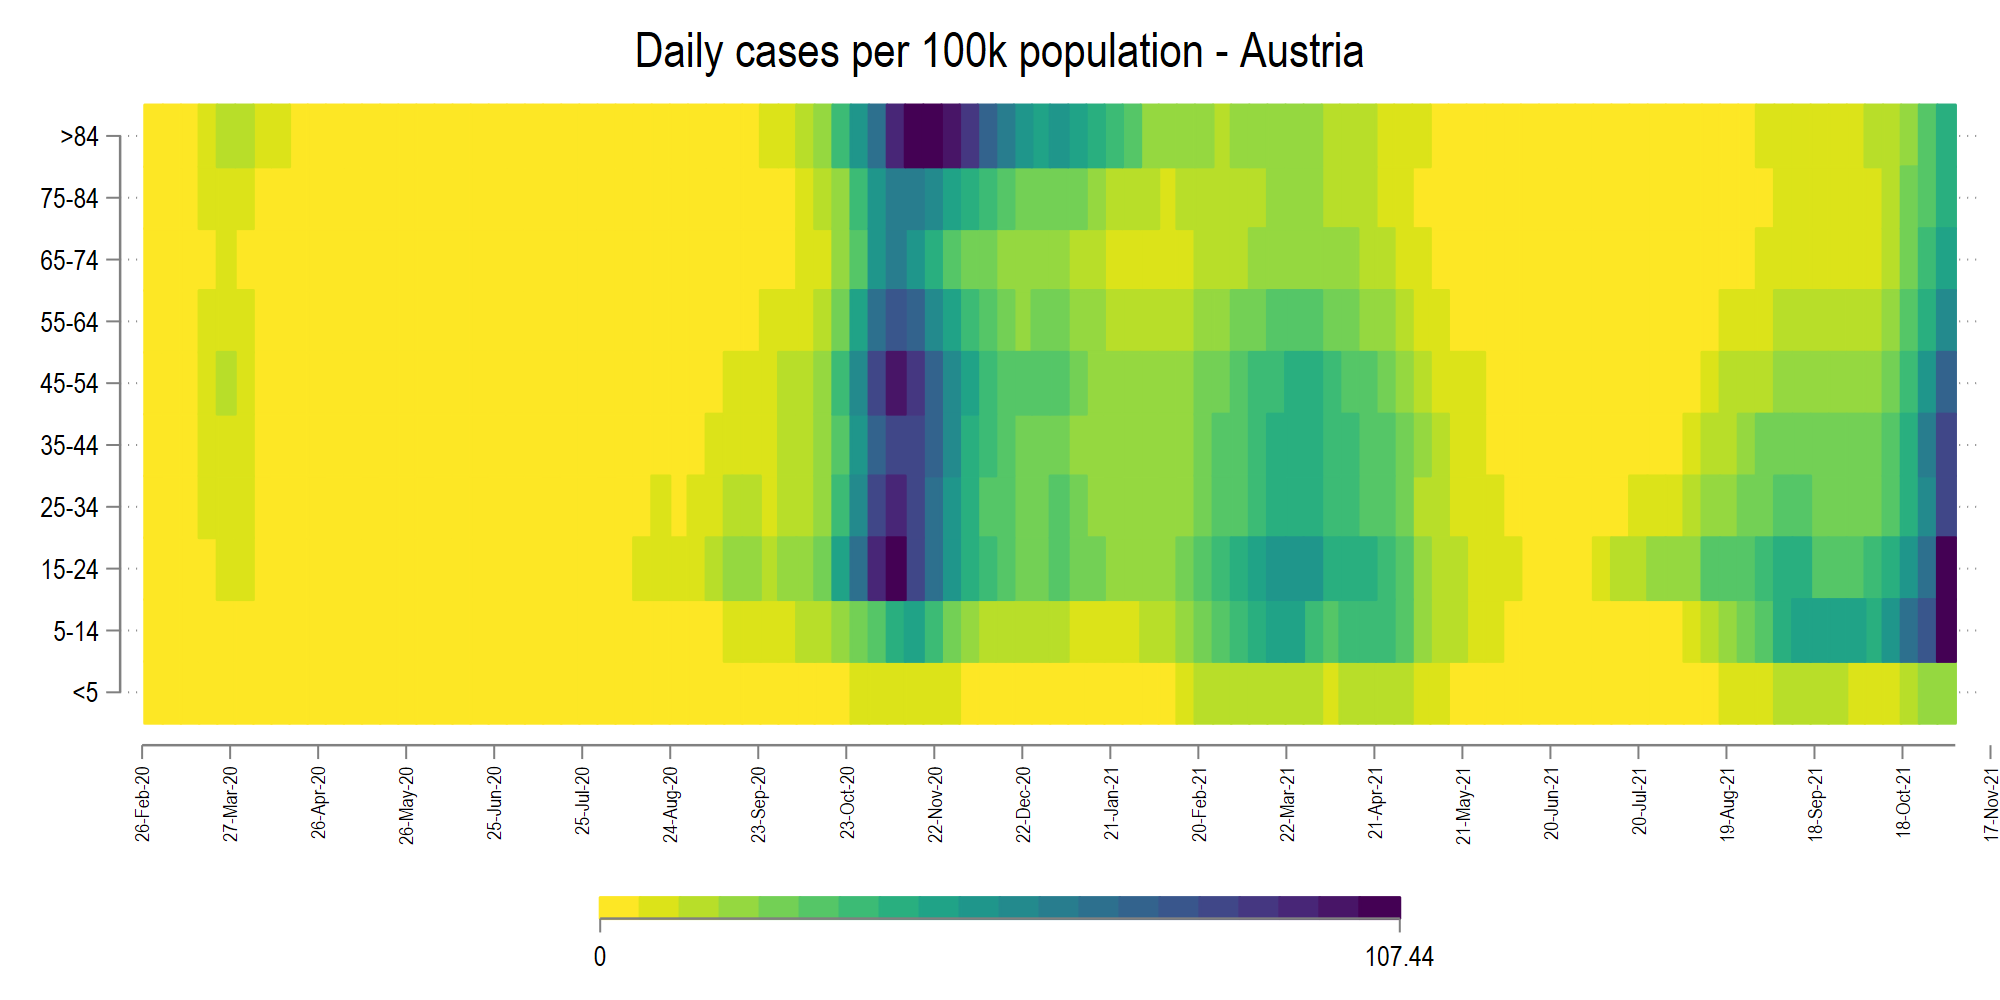 Daily cases per 100k population - Austria
>84
75-84
65-74
55-64
45-54
35-44
25-34
15-24
5-14
<5
26-Feb-20
27-Mar-20
26-Apr-20
26-May-20
25-Jun-20
25-Jul-20
24-Aug-20
23-Sep-20
23-Oct-20
22-Nov-20
22-Dec-20
21-Jan-21
20-Feb-21
22-Mar-21
21-Apr-21
21-May-21
20-Jun-21
20-Jul-21
19-Aug-21
18-Sep-21
18-Oct-21
17-Nov-21
0
107.44